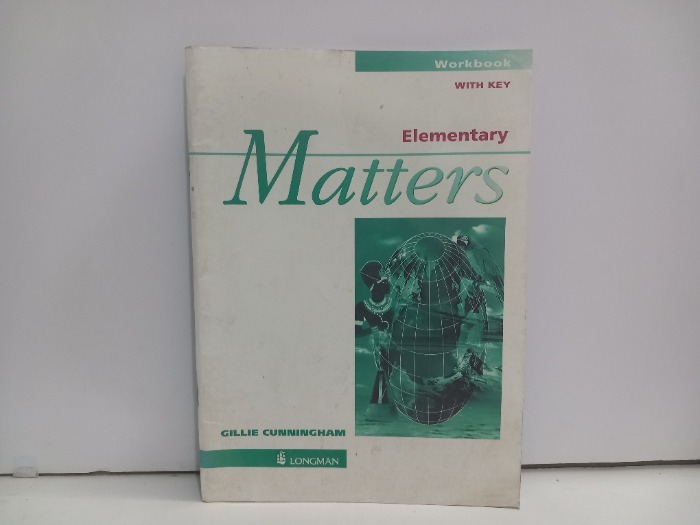 Workbook
WITH KEY
Elementary
Matters
GILLIE CUNNINGHAM
LONGMAN